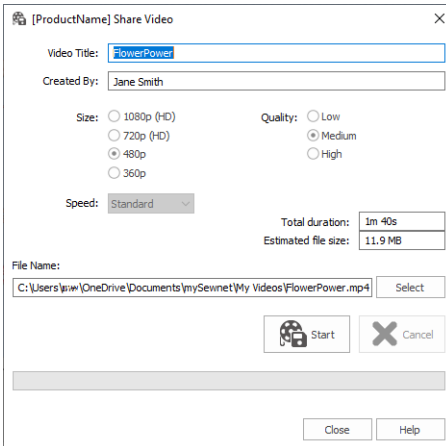 [ProductName] Share Video
Video Title: FlowerPower
Created By: Jane Smith
Size: 1080p (HD) Quality: Low
720p (HD) Medium
480p High
360p
Speed: Standard
Total duration: 1m 40s
Estimated file size: 11.9 MB
File Name:
C:\Users\ \OneDrive\Documents\mySewnet\My Videos\FlowerPower.mp4 Select
Start Cancel
Close Help